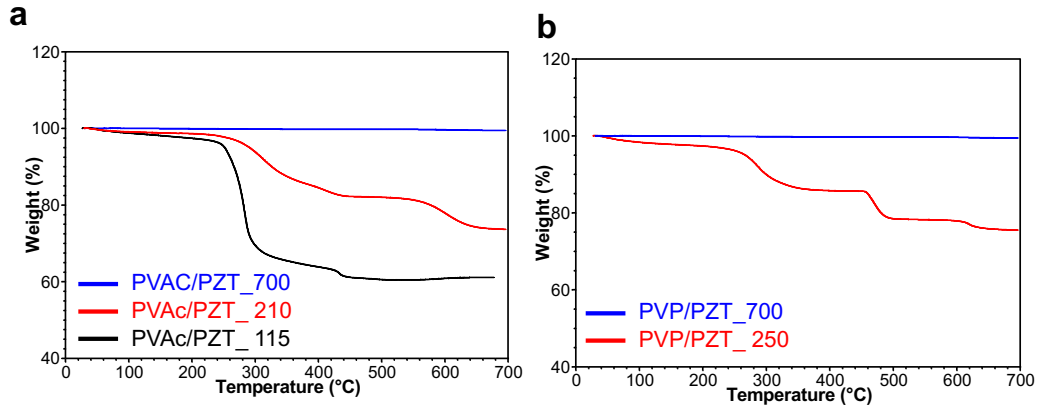 a
120
100
80
60
40
Weight (%)
PVAC/PZT_700
PVAc/PZT_ 210
PVAc/PZT_ 115
0 100 200 300 400 500 600 700
Temperature (°C)
b
120
100
80
60
40
Weight (%)
PVP/PZT_700
PVP/PZT_ 250
0 100 200 300 400 500 600 700
Temperature (°C)